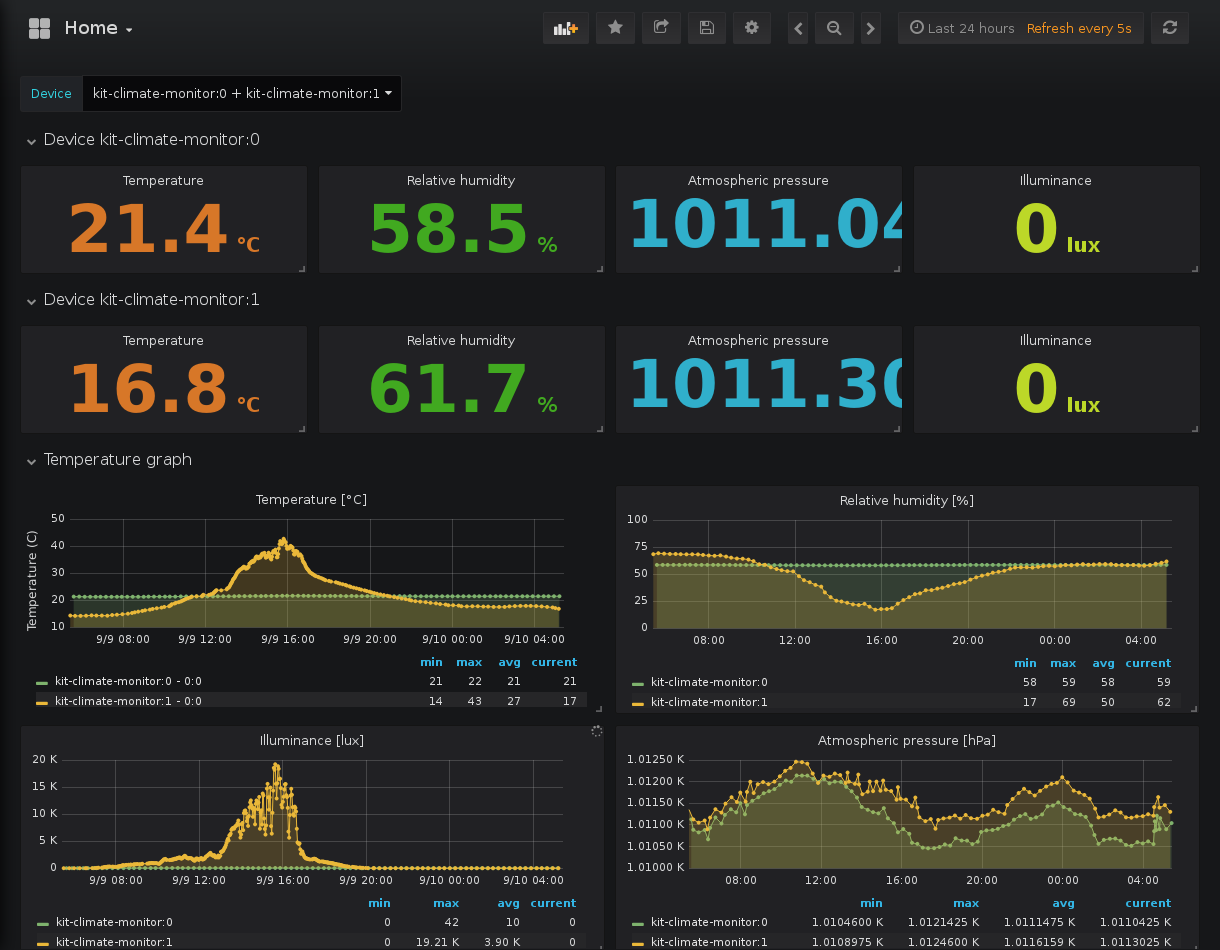 Home
Last 24 hours Refresh every 5s
Device kit-climate-monitor:0 + kit-climate-monitor:1
Device kit-climate-monitor:0
Temperature Relative humidity Atmospheric pressure Illuminance
21.4 °C 58.5 % 1011.04 0 lux
Device kit-climate-monitor:1
Temperature Relative humidity Atmospheric pressure Illuminance
16.8 °C 61.7 % 1011.30 0 lux
Temperature graph
Temperature [°C]
Temperature (C)
50
40
30
20
10
9/9 08:00 9/9 12:00 9/9 16:00 9/9 20:00 9/10 00:00 9/10 04:00
min max avg current
kit-climate-monitor:0 - 0:0 21 22 21 21
kit-climate-monitor:1 - 0:0 14 43 27 17
Relative humidity [%]
100
75
50
25
0
08:00 12:00 16:00 20:00 00:00 04:00
min max avg current
kit-climate-monitor:0 58 59 58 59
kit-climate-monitor:1 17 69 50 62
Illuminance [lux]
20 K
15 K
10 K
5 K
0
9/9 08:00 9/9 12:00 9/9 16:00 9/9 20:00 9/10 00:00 9/10 04:00
min max avg current
kit-climate-monitor:0 0 42 10 0
kit-climate-monitor:1 0 19.21 K 3.90 K 0
Atmospheric pressure [hPa]
1.01250 K
1.01200 K
1.01150 K
1.01100 K
1.01050 K
1.01000 K
08:00 12:00 16:00 20:00 00:00 04:00
min max avg current
kit-climate-monitor:0 1.0104600 K 1.0121425 K 1.0111475 K 1.0110425 K
kit-climate-monitor:1 1.0108975 K 1.0124600 K 1.0116159 K 1.0113025 K